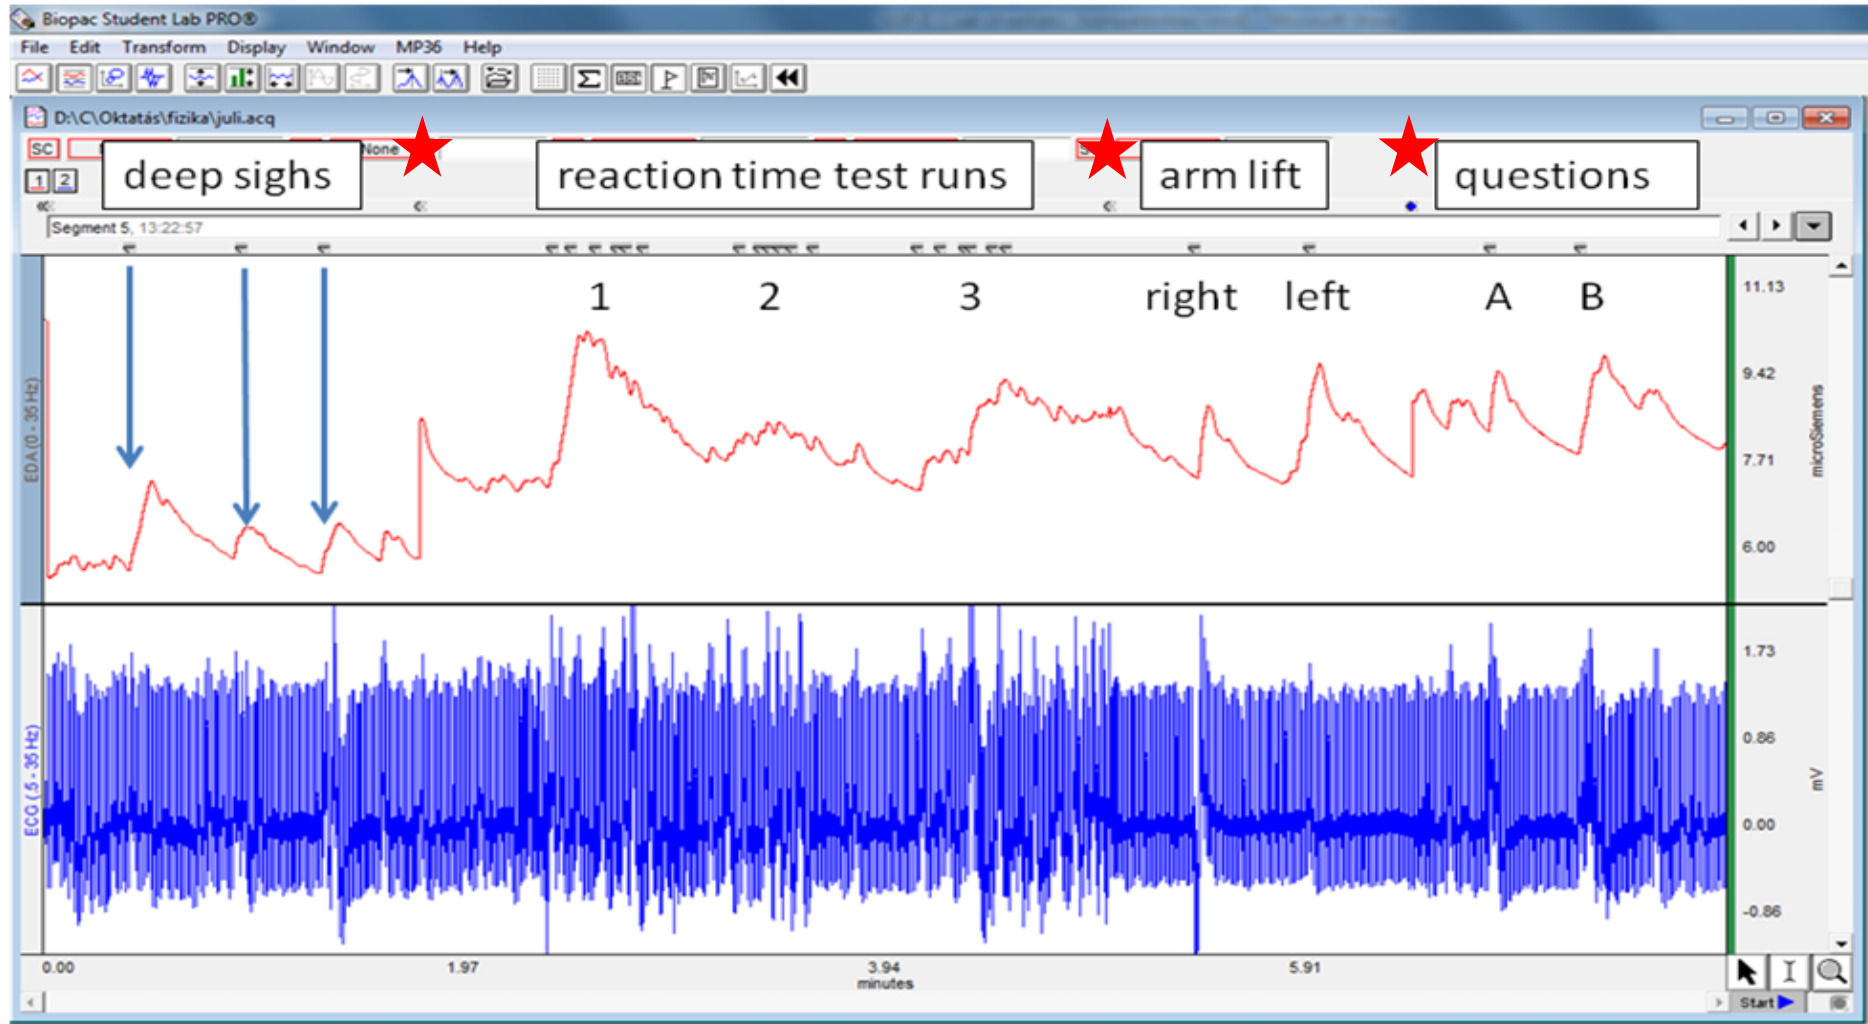 Biopac Student Lab PRO®
File Edit Transform Display Window MP36 Help
D:\C\Oktatás\fizika\juli.acq
SC None
deep sighs reaction time test runs arm lift questions
1 2
Segment 5, 13:22:57
1 2 3 right left A B
11.13
9.42
7.71
6.00
EDA (0 - 35 Hz)
microSiemens
1.73
0.86
0.00
-0.86
ECG (.5 - 35 Hz)
mV
0.00 1.97 3.94 5.91
minutes
Start